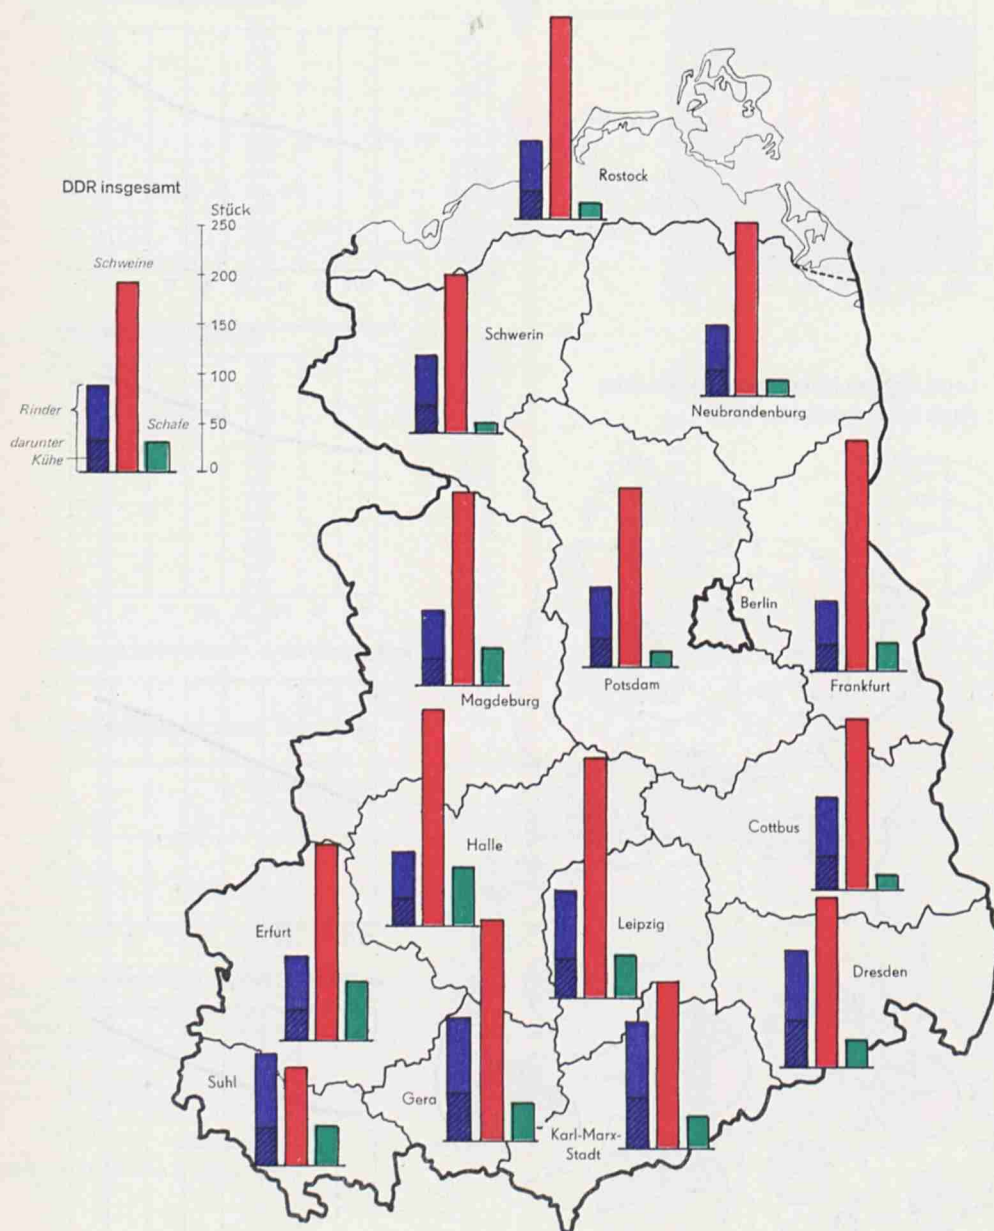 DDR insgesamt
Stück
250
200
150
100
50
0
Schweine
Rinder
darunter
Kühe
Schafe
Rostock
Schwerin
Neubrandenburg
Magdeburg
Potsdam
Berlin
Frankfurt
Halle
Cottbus
Erfurt
Leipzig
Dresden
Suhl
Gera
Karl-Marx-
Stadt